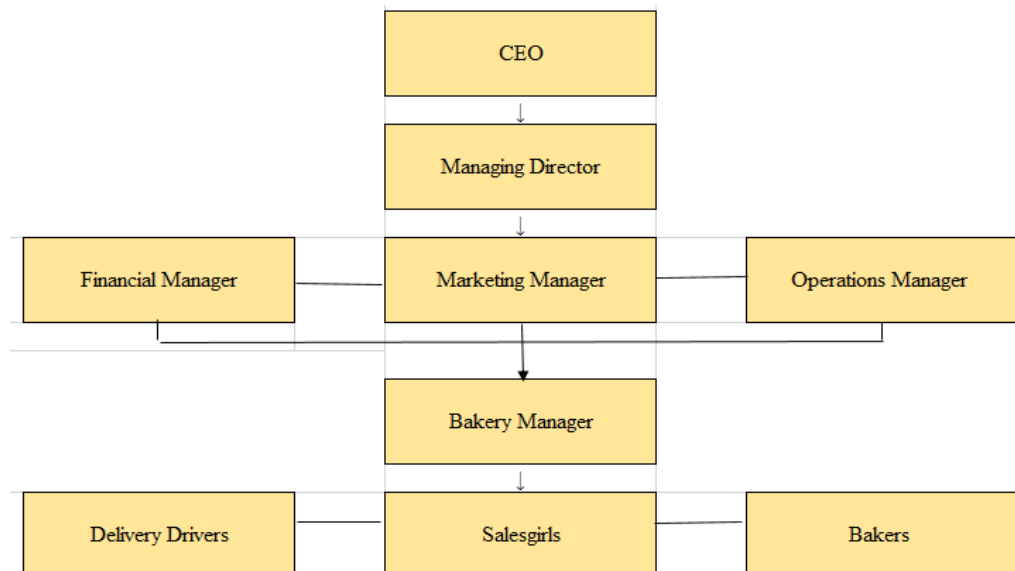 CEO
↓
Managing Director
↓
Financial Manager
Marketing Manager
Operations Manager
Bakery Manager
↓
Delivery Drivers
Salesgirls
Bakers